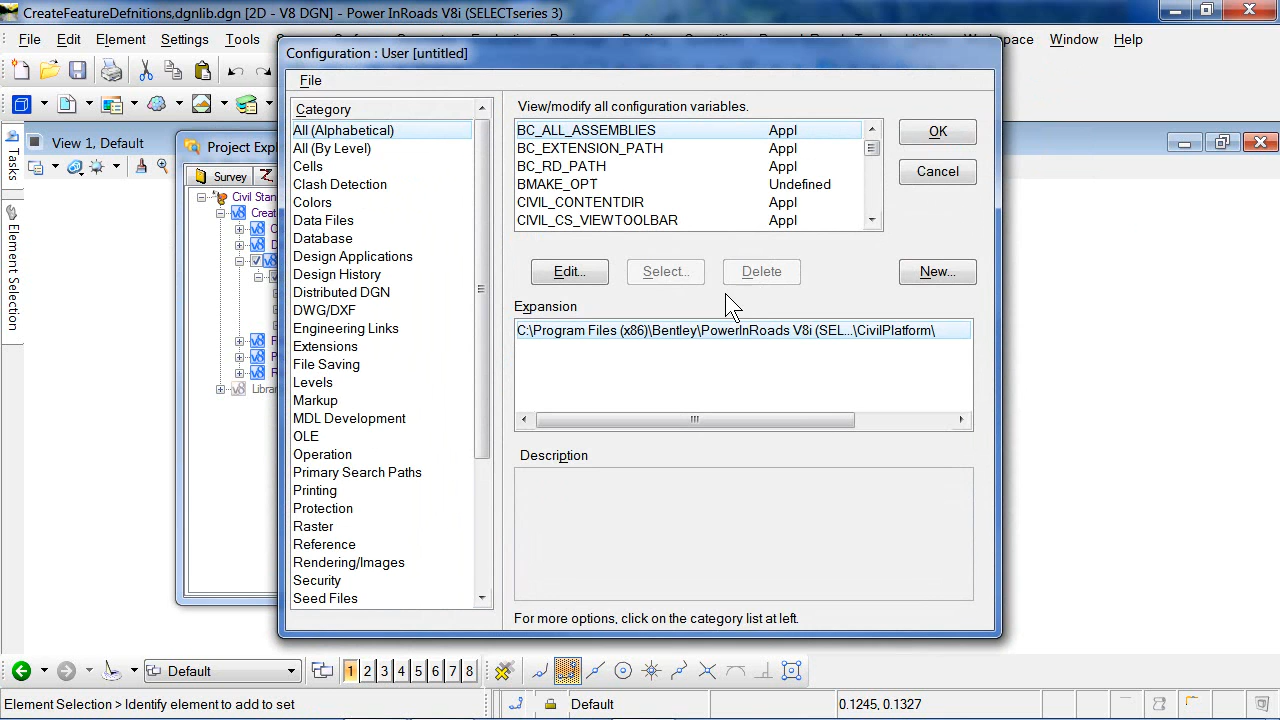 CreateFeatureDefnitions,dgnlib.dgn [2D - V8 DGN] - Power InRoads V8i (SELECTseries 3)
File Edit Element Settings Tools Window Help
Configuration : User [untitled]
File
View 1, Default
Project Expl
Tasks
Element Selection
Survey
Civil Stan
Creat
Librar
Category
All (Alphabetical)
All (By Level)
Cells
Clash Detection
Colors
Data Files
Database
Design Applications
Design History
Distributed DGN
DWG/DXF
Engineering Links
Extensions
File Saving
Levels
Markup
MDL Development
OLE
Operation
Primary Search Paths
Printing
Protection
Raster
Reference
Rendering/Images
Security
Seed Files
View/modify all configuration variables.
BC_ALL_ASSEMBLIES Appl
BC_EXTENSION_PATH Appl
BC_RD_PATH Appl
BMAKE_OPT Undefined
CIVIL_CONTENTDIR Appl
CIVIL_CS_VIEWTOOLBAR Appl
OK
Cancel
Edit... Select... Delete New...
Expansion
C:\Program Files (x86)\Bentley\PowerInRoads V8i (SEL...\CivilPlatform\
Description
For more options, click on the category list at left.
Default 1 2 3 4 5 6 7 8
Element Selection > Identify element to add to set Default 0.1245, 0.1327